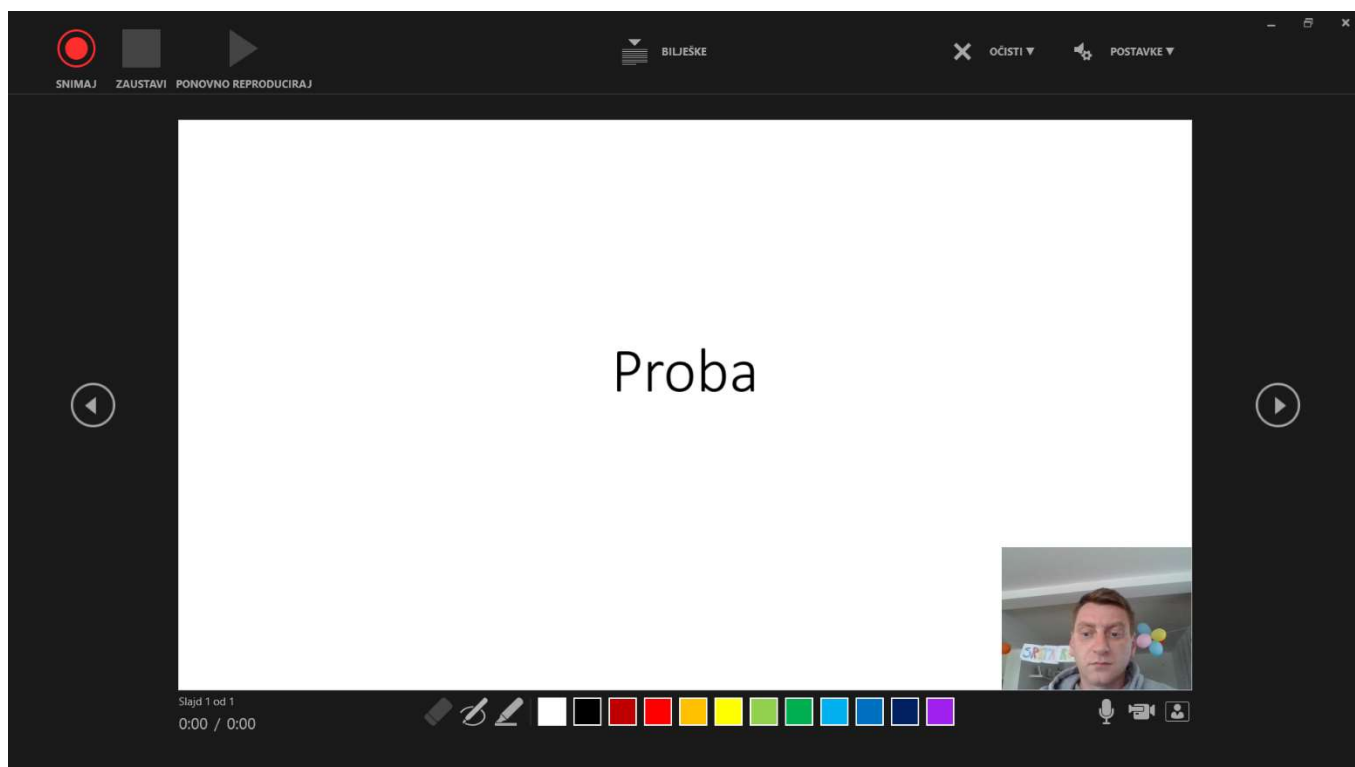 SNIMAJ ZAUSTAVI PONOVNO REPRODUCIRAJ
BILJEŠKE
OČISTI
POSTAVKE
Proba
Slajd 1 od 1
0:00 / 0:00